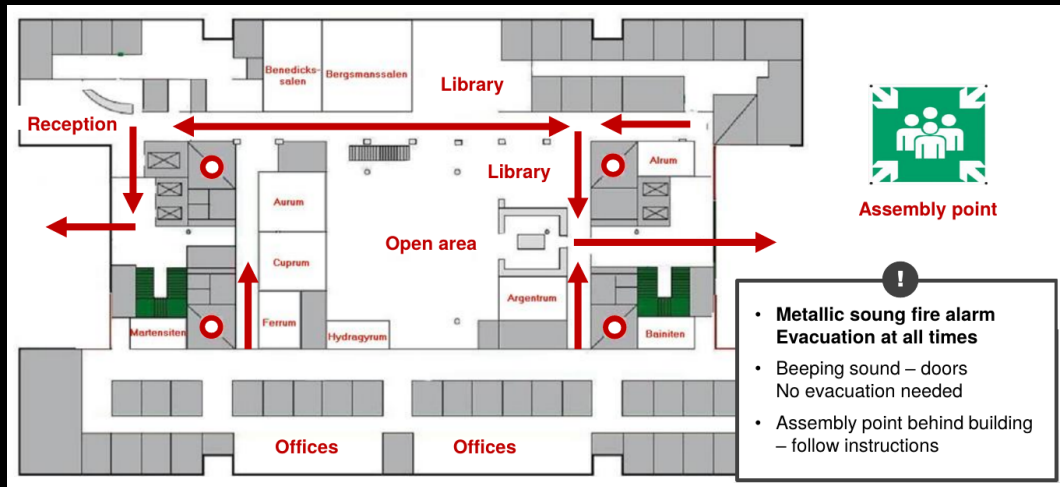 Benedicks-
salen
Bergsmanssalen
Library
Reception
Library
Alrum
Aurum
Open area
Cuprum
Argentrum
Ferrum
Martensiten
Hydragyrum
Bainiten
Offices
Offices
Assembly point
!
• Metallic soung fire alarm
Evacuation at all times
• Beeping sound – doors
No evacuation needed
• Assembly point behind building
– follow instructions